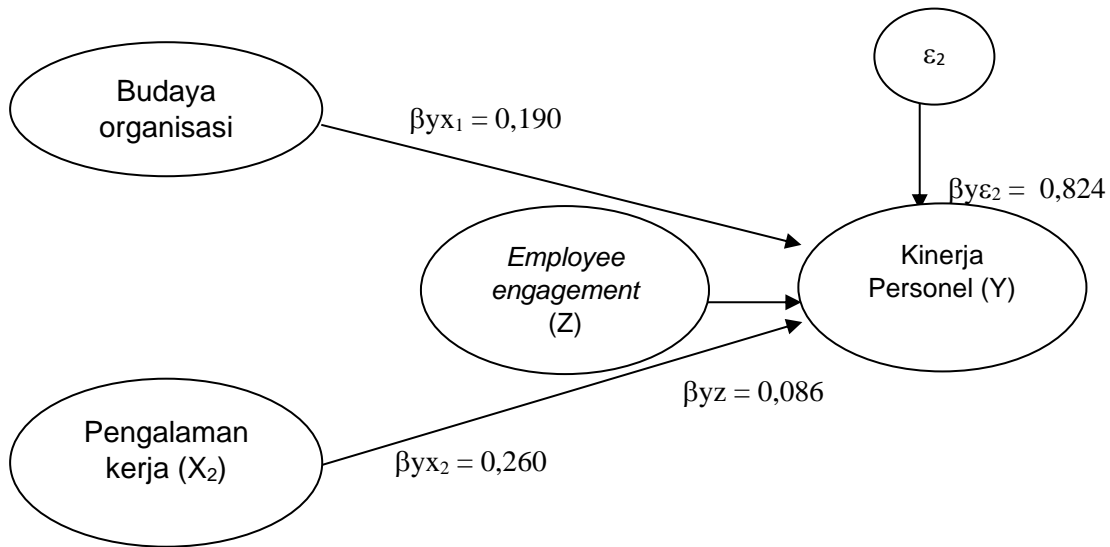 ε₂
Budaya
organisasi
βyx₁ = 0,190
βyε₂ = 0,824
Employee
engagement
(Z)
Kinerja
Personel (Y)
βyz = 0,086
Pengalaman
kerja (X₂)
βyx₂ = 0,260